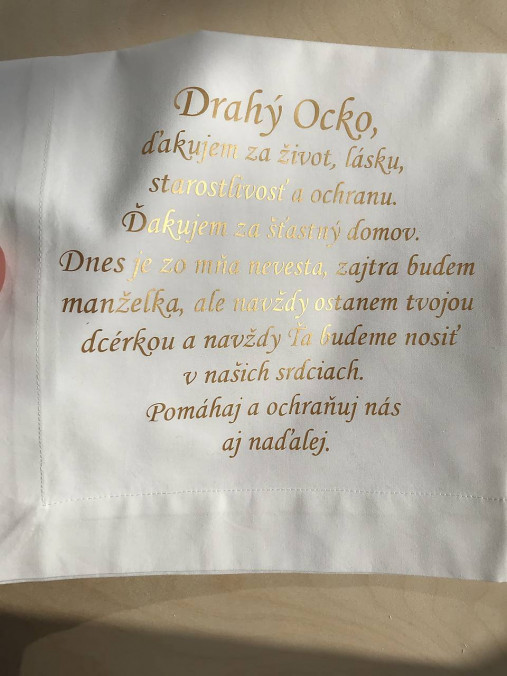 Drahý Ocko,
ďakujem za život, lásku,
starostlivosť a ochranu.
Ďakujem za šťastný domov.
Dnes je zo mňa nevesta, zajtra budem
manželka, ale navždy ostanem tvojou
dcérkou a navždy Ťa budeme nosiť
v našich srdciach.
Pomáhaj a ochraňuj nás
aj naďalej.